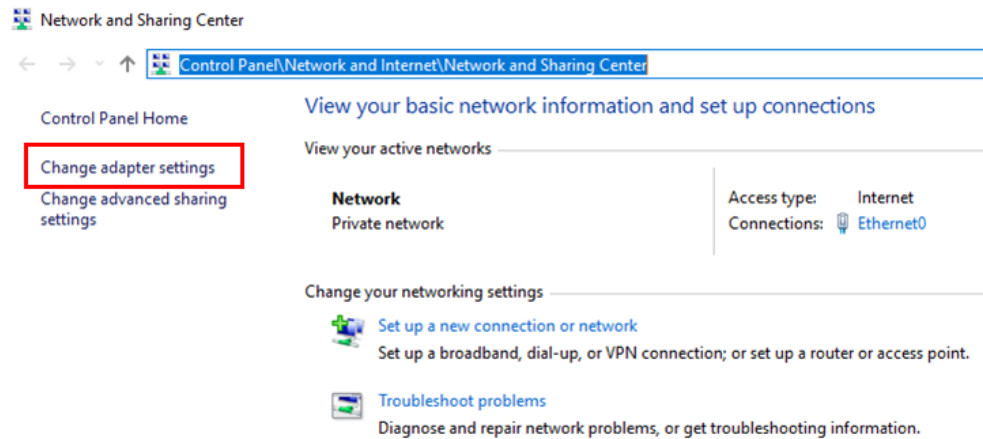 Network and Sharing Center
Control Panel\Network and Internet\Network and Sharing Center
Control Panel Home
Change adapter settings
Change advanced sharing
settings
View your basic network information and set up connections
View your active networks
Network
Private network
Access type: Internet
Connections: Ethernet0
Change your networking settings
Set up a new connection or network
Set up a broadband, dial-up, or VPN connection; or set up a router or access point.
Troubleshoot problems
Diagnose and repair network problems, or get troubleshooting information.